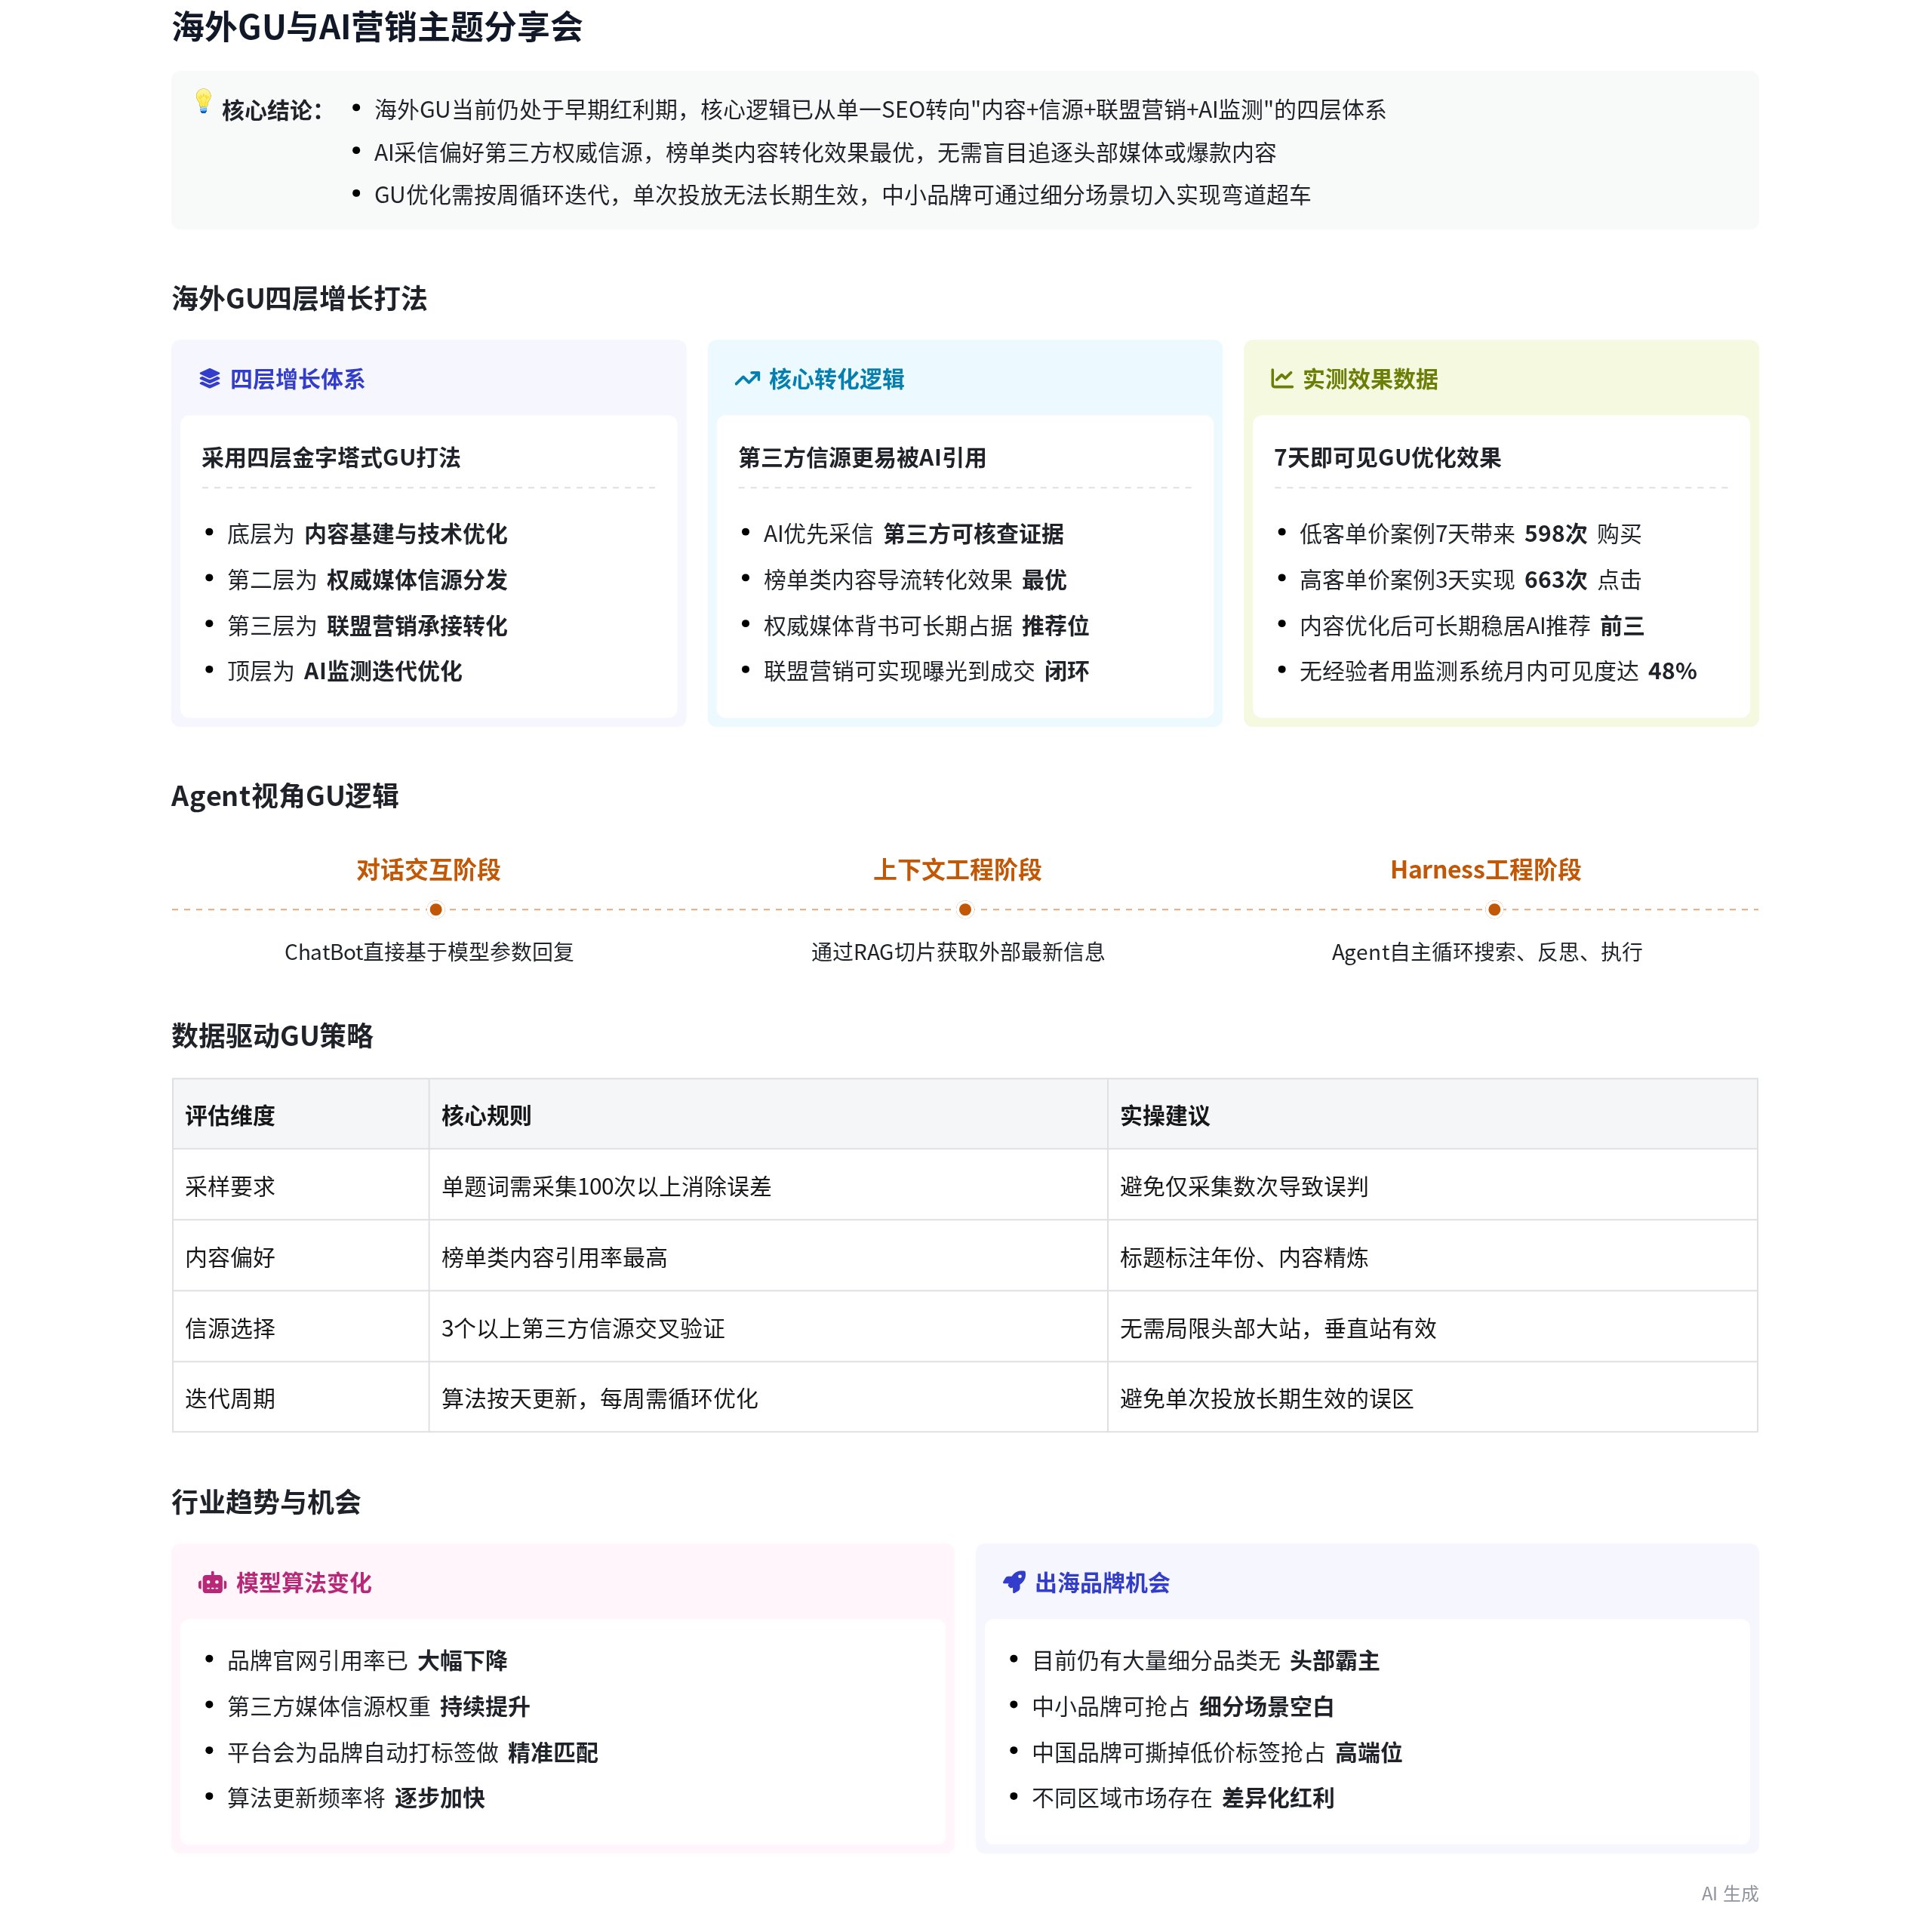 海外GU与AI营销主题分享会
核心结论：
海外GU当前仍处于早期红利期，核心逻辑已从单一SEO转向"内容+信源+联盟营销+AI监测"的四层体系
AI采信偏好第三方权威信源，榜单类内容转化效果最优，无需盲目追逐头部媒体或爆款内容
GU优化需按周循环迭代，单次投放无法长期生效，中小品牌可通过细分场景切入实现弯道超车
海外GU四层增长打法
四层增长体系
采用四层金字塔式GU打法
底层为 内容基建与技术优化
第二层为 权威媒体信源分发
第三层为 联盟营销承接转化
顶层为 AI监测迭代优化
核心转化逻辑
第三方信源更易被AI引用
AI优先采信 第三方可核查证据
榜单类内容导流转化效果 最优
权威媒体背书可长期占据 推荐位
联盟营销可实现曝光到成交 闭环
实测效果数据
7天即可见GU优化效果
低客单价案例7天带来 598次 购买
高客单价案例3天实现 663次 点击
内容优化后可长期稳居AI推荐 前三
无经验者用监测系统月内可见度达 48%
Agent视角GU逻辑
对话交互阶段
ChatBot直接基于模型参数回复
上下文工程阶段
通过RAG切片获取外部最新信息
Harness工程阶段
Agent自主循环搜索、反思、执行
数据驱动GU策略
评估维度 核心规则 实操建议
采样要求 单题词需采集100次以上消除误差 避免仅采集数次导致误判
内容偏好 榜单类内容引用率最高 标题标注年份、内容精炼
信源选择 3个以上第三方信源交叉验证 无需局限头部大站，垂直站有效
迭代周期 算法按天更新，每周需循环优化 避免单次投放长期生效的误区
行业趋势与机会
模型算法变化
品牌官网引用率已 大幅下降
第三方媒体信源权重 持续提升
平台会为品牌自动打标签做 精准匹配
算法更新频率将 逐步加快
出海品牌机会
目前仍有大量细分品类无 头部霸主
中小品牌可抢占 细分场景空白
中国品牌可撕掉低价标签抢占 高端位
不同区域市场存在 差异化红利
AI 生成